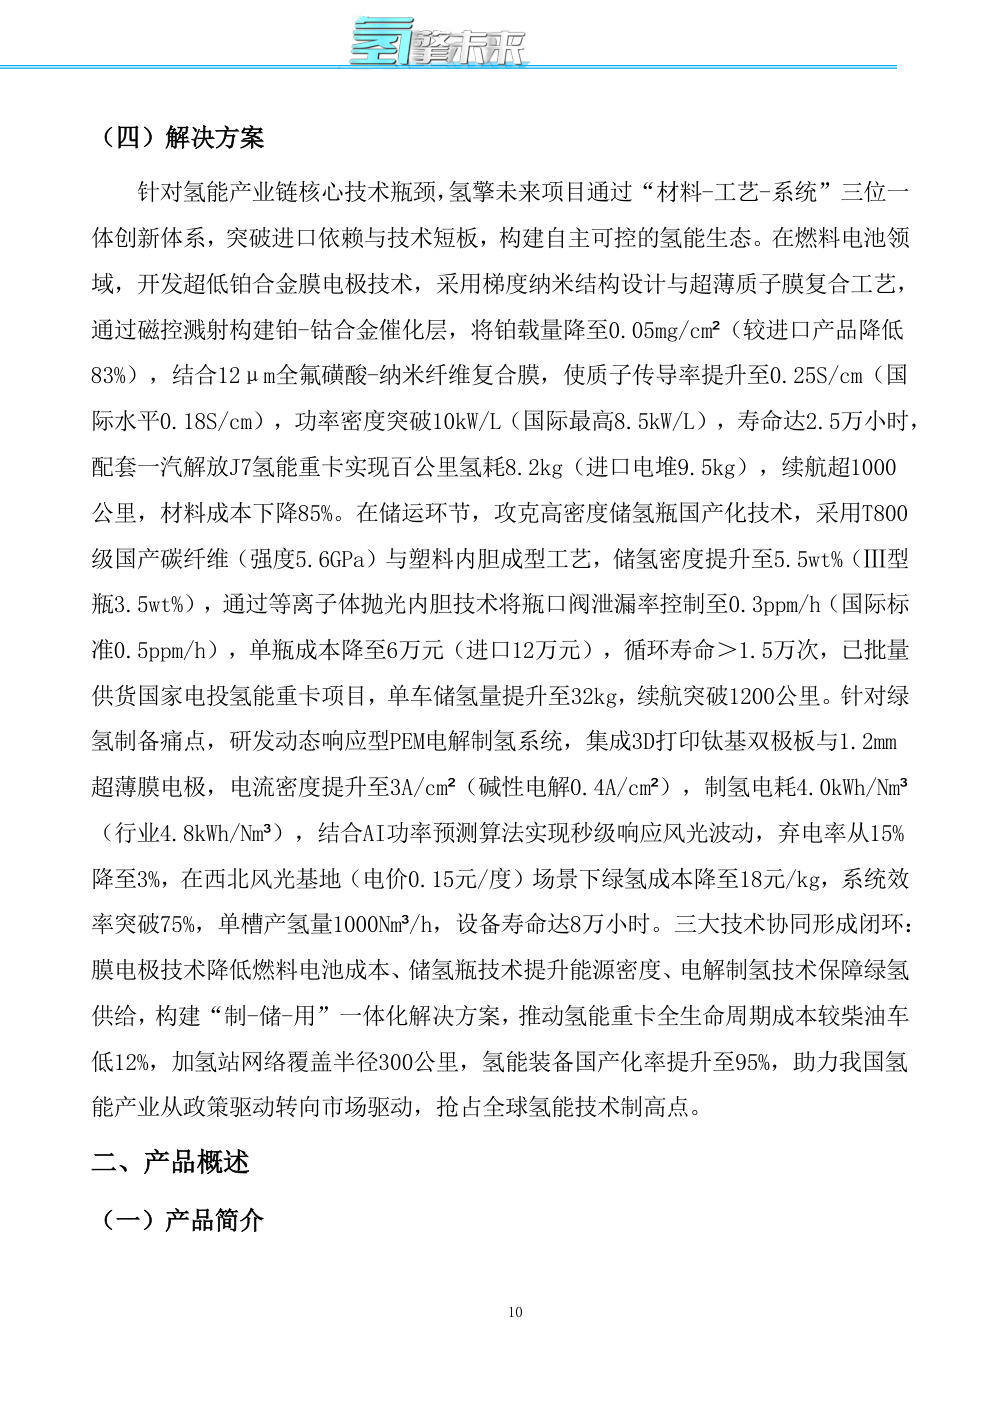 氢擎未来
（四）解决方案
针对氢能产业链核心技术瓶颈，氢擎未来项目通过“材料-工艺-系统”三位一
体创新体系，突破进口依赖与技术短板，构建自主可控的氢能生态。在燃料电池领
域，开发超低铂合金膜电极技术，采用梯度纳米结构设计与超薄质子膜复合工艺，
通过磁控溅射构建铂-钴合金催化层，将铂载量降至0.05mg/cm²（较进口产品降低
83%），结合12μm全氟磺酸-纳米纤维复合膜，使质子传导率提升至0.25S/cm（国
际水平0.18S/cm），功率密度突破10kW/L（国际最高8.5kW/L），寿命达2.5万小时，
配套一汽解放J7氢能重卡实现百公里氢耗8.2kg（进口电堆9.5kg），续航超1000
公里，材料成本下降85%。在储运环节，攻克高密度储氢瓶国产化技术，采用T800
级国产碳纤维（强度5.6GPa）与塑料内胆成型工艺，储氢密度提升至5.5wt%（Ⅲ型
瓶3.5wt%），通过等离子体抛光内胆技术将瓶口阀泄漏率控制至0.3ppm/h（国际标
准0.5ppm/h），单瓶成本降至6万元（进口12万元），循环寿命＞1.5万次，已批量
供货国家电投氢能重卡项目，单车储氢量提升至32kg，续航突破1200公里。针对绿
氢制备痛点，研发动态响应型PEM电解制氢系统，集成3D打印钛基双极板与1.2mm
超薄膜电极，电流密度提升至3A/cm²（碱性电解0.4A/cm²），制氢电耗4.0kWh/Nm³
（行业4.8kWh/Nm³），结合AI功率预测算法实现秒级响应风光波动，弃电率从15%
降至3%，在西北风光基地（电价0.15元/度）场景下绿氢成本降至18元/kg，系统效
率突破75%，单槽产氢量1000Nm³/h，设备寿命达8万小时。三大技术协同形成闭环：
膜电极技术降低燃料电池成本、储氢瓶技术提升能源密度、电解制氢技术保障绿氢
供给，构建“制-储-用”一体化解决方案，推动氢能重卡全生命周期成本较柴油车
低12%，加氢站网络覆盖半径300公里，氢能装备国产化率提升至95%，助力我国氢
能产业从政策驱动转向市场驱动，抢占全球氢能技术制高点。
二、产品概述
（一）产品简介
10